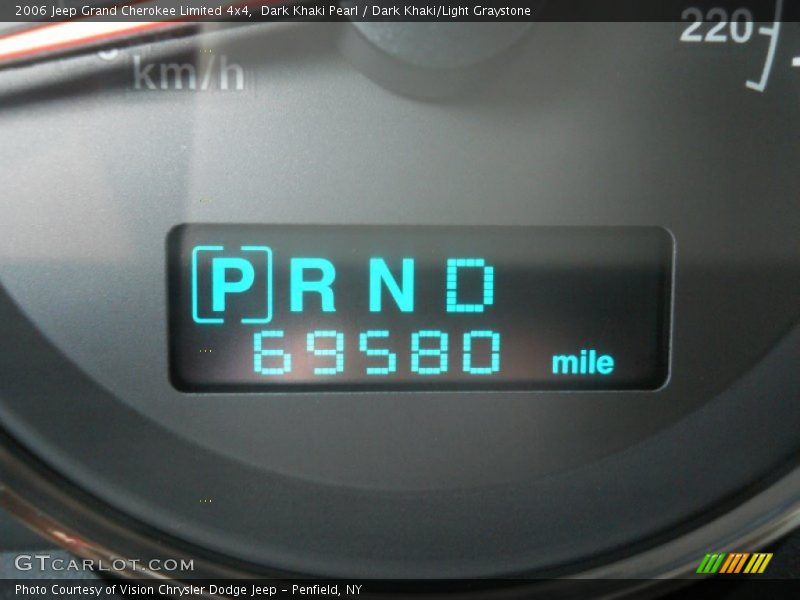 2006 Jeep Grand Cherokee Limited 4x4,  Dark Khaki Pearl / Dark Khaki/Light Graystone
220
km/h
[P] R N D
69580 mile
GTCARLOT.COM
Photo Courtesy of Vision Chrysler Dodge Jeep – Penfield, NY